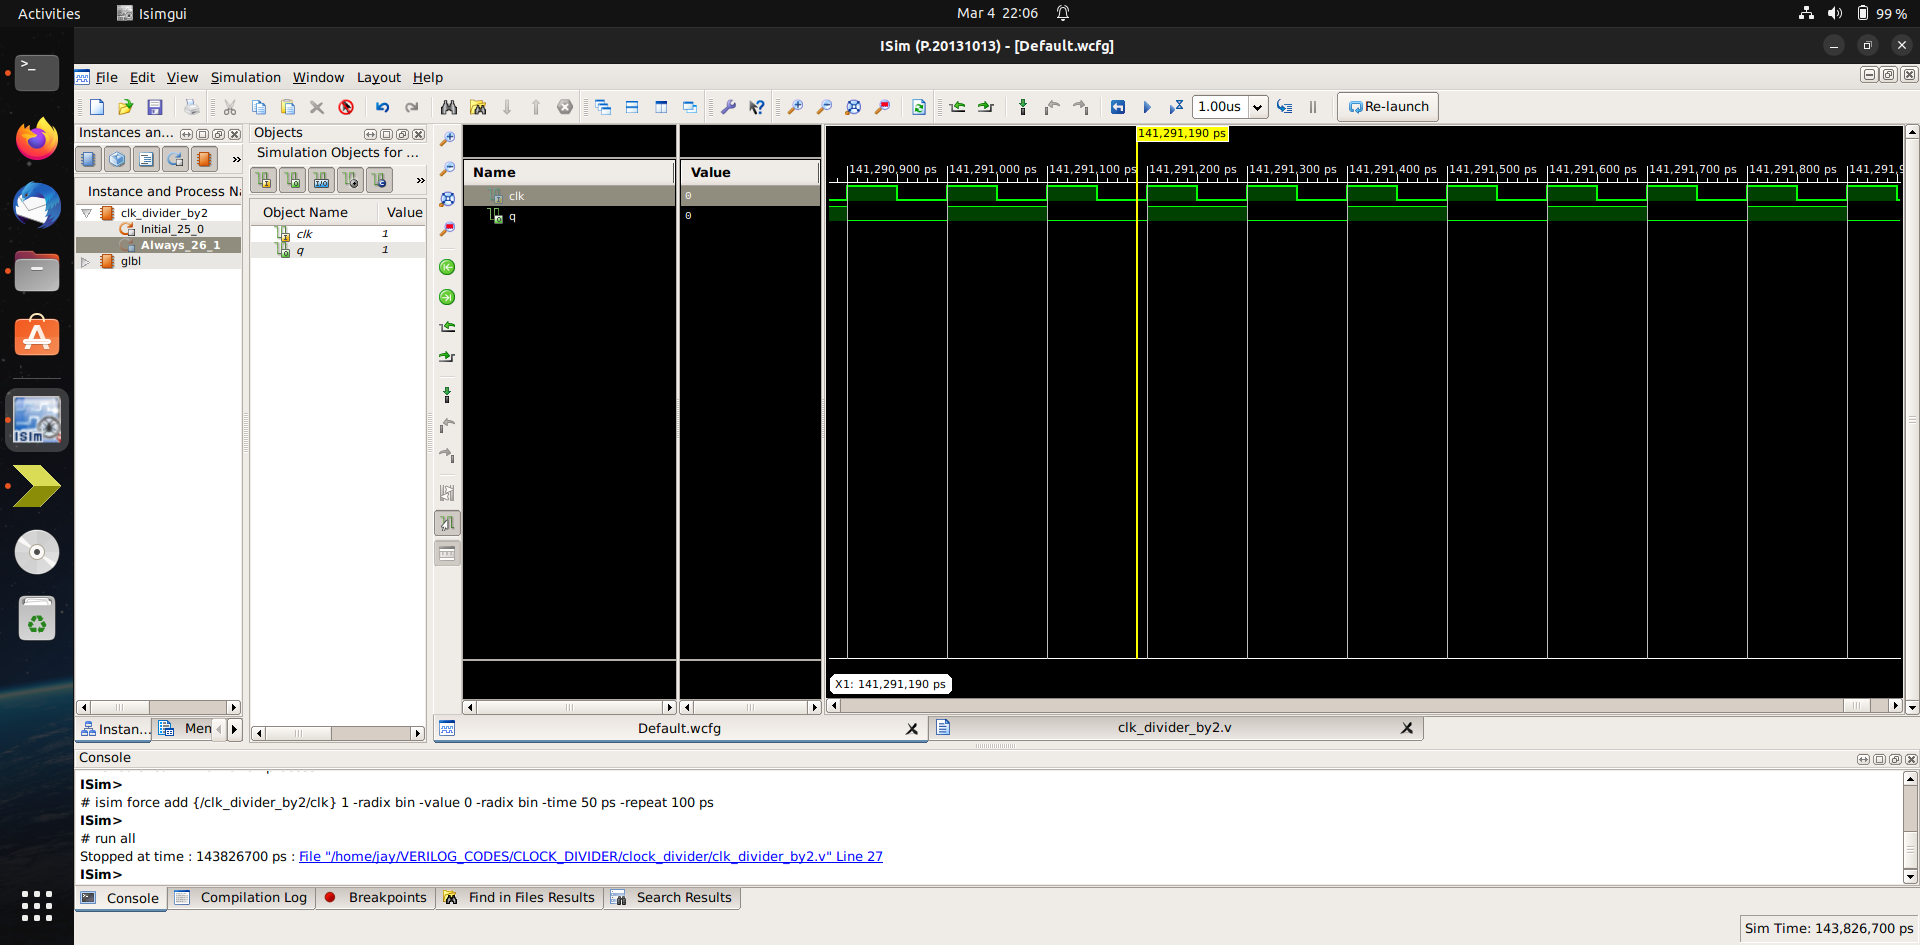 Activities Isimgui Mar 4 22:06 99 %
ISim (P.20131013) - [Default.wcfg]
File Edit View Simulation Window Layout Help
1.00us Re-launch
Instances an...
Instance and Process Na
clk_divider_by2
Initial_25_0
Always_26_1
glbl
Instan... Men
Objects
Simulation Objects for ...
Object Name Value
clk 1
q 1
Name Value
clk 0
q 0
141,291,190 ps
141,290,900 ps 141,291,000 ps 141,291,100 ps 141,291,200 ps 141,291,300 ps 141,291,400 ps 141,291,500 ps 141,291,600 ps 141,291,700 ps 141,291,800 ps 141,291,9
X1: 141,291,190 ps
Default.wcfg clk_divider_by2.v
Console
ISim>
# isim force add {/clk_divider_by2/clk} 1 -radix bin -value 0 -radix bin -time 50 ps -repeat 100 ps
ISim>
# run all
Stopped at time : 143826700 ps : File "/home/jay/VERILOG_CODES/CLOCK_DIVIDER/clock_divider/clk_divider_by2.v" Line 27
ISim>
Console Compilation Log Breakpoints Find in Files Results Search Results
Sim Time: 143,826,700 ps